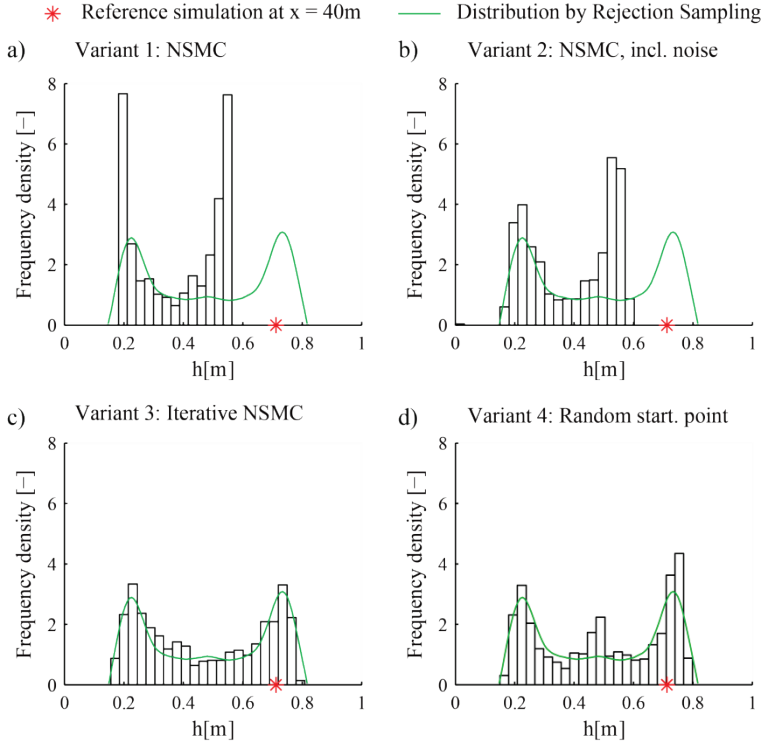 Reference simulation at x = 40m
Distribution by Rejection Sampling
a) Variant 1: NSMC
Frequency density [−]
8
6
4
2
0
0 0.2 0.4 0.6 0.8 1
h[m]
b) Variant 2: NSMC, incl. noise
Frequency density [−]
8
6
4
2
0
0 0.2 0.4 0.6 0.8 1
h[m]
c) Variant 3: Iterative NSMC
Frequency density [−]
8
6
4
2
0
0 0.2 0.4 0.6 0.8 1
h[m]
d) Variant 4: Random start. point
Frequency density [−]
8
6
4
2
0
0 0.2 0.4 0.6 0.8 1
h[m]